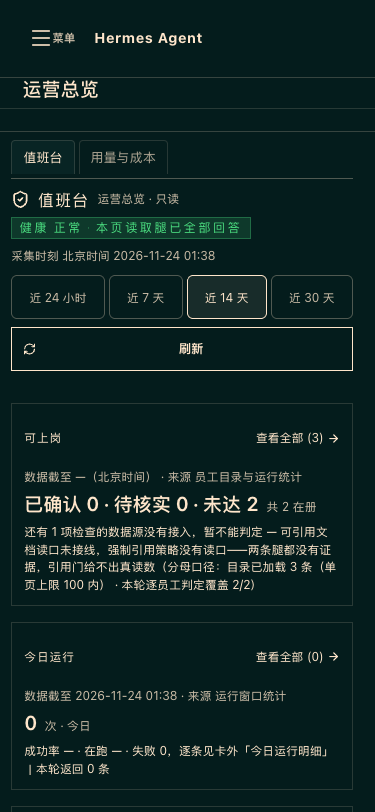 菜单 Hermes Agent
运营总览
值班台 用量与成本
值班台 运营总览 · 只读
健康 正常 · 本页读取腿已全部回答
采集时刻 北京时间 2026-11-24 01:38
近 24 小时 近 7 天 近 14 天 近 30 天
刷新
可上岗 查看全部 (3) →
数据截至 —（北京时间） · 来源 员工目录与运行统计
已确认 0 · 待核实 0 · 未达 2 共 2 在册
还有 1 项检查的数据源没有接入，暂不能判定 — 可引用文
档读口未接线，强制引用策略没有读口——两条腿都没有证
据，引用门给不出真读数（分母口径：目录已加载 3 条（单
页上限 100 内） · 本轮逐员工判定覆盖 2/2）
今日运行 查看全部 (0) →
数据截至 2026-11-24 01:38 · 来源 运行窗口统计
0 次 · 今日
成功率 — · 在跑 — · 失败 0，逐条见卡外「今日运行明细」
| 本轮返回 0 条